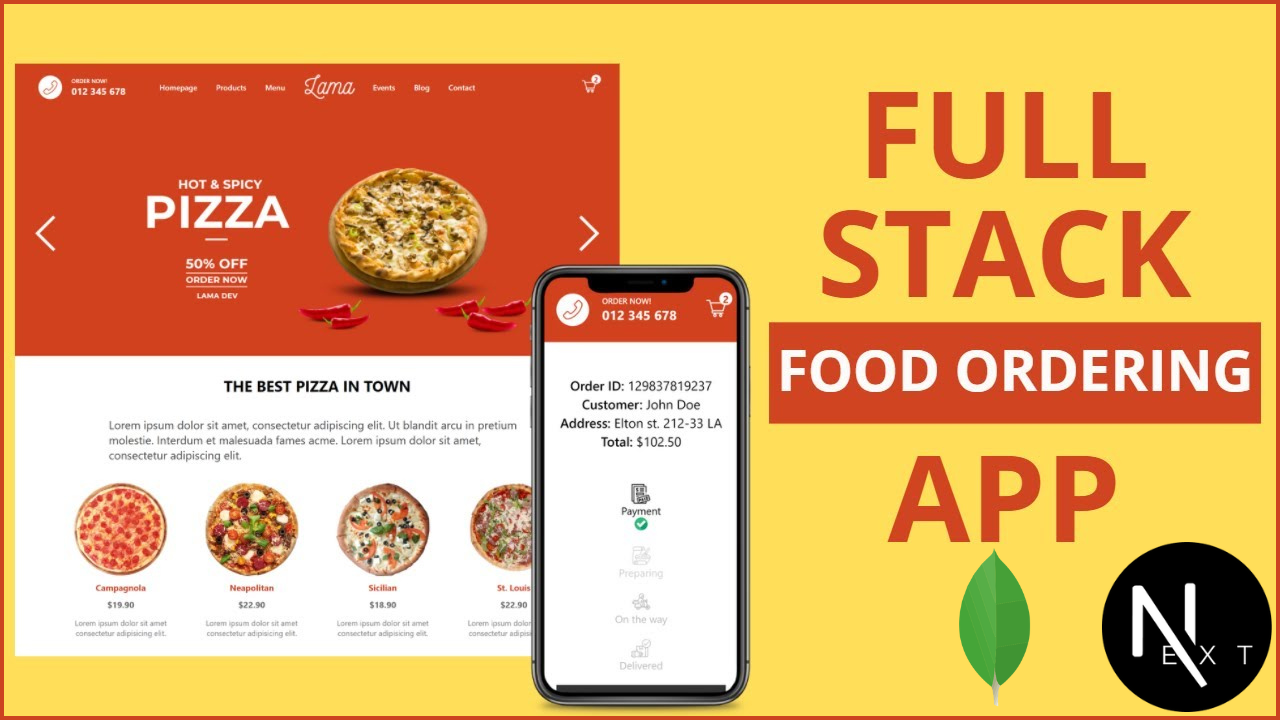 ORDER NOW!
012 345 678
Homepage
Products
Menu
Lama
Events
Blog
Contact
2
HOT & SPICY
PIZZA
50% OFF
ORDER NOW
LAMA DEV
THE BEST PIZZA IN TOWN
Lorem ipsum dolor sit amet, consectetur adipiscing elit. Ut blandit arcu in pretium
molestie. Interdum et malesuada fames acme. Lorem ipsum dolor sit amet,
consectetur adipiscing elit.
Campagnola
$19.90
Lorem ipsum dolor sit amet
consectetur adipisicing elit.
Neapolitan
$22.90
Lorem ipsum dolor sit amet
consectetur adipisicing elit.
Sicilian
$18.90
Lorem ipsum dolor sit amet
consectetur adipisicing elit.
St. Louis
$22.90
Lorem ipsum dolor sit
consectetur adipisicing
ORDER NOW!
012 345 678
2
Order ID: 129837819237
Customer: John Doe
Address: Elton st. 212-33 LA
Total: $102.50
Payment
Preparing
On the way
Delivered
FULL
STACK
FOOD ORDERING
APP
NEXT